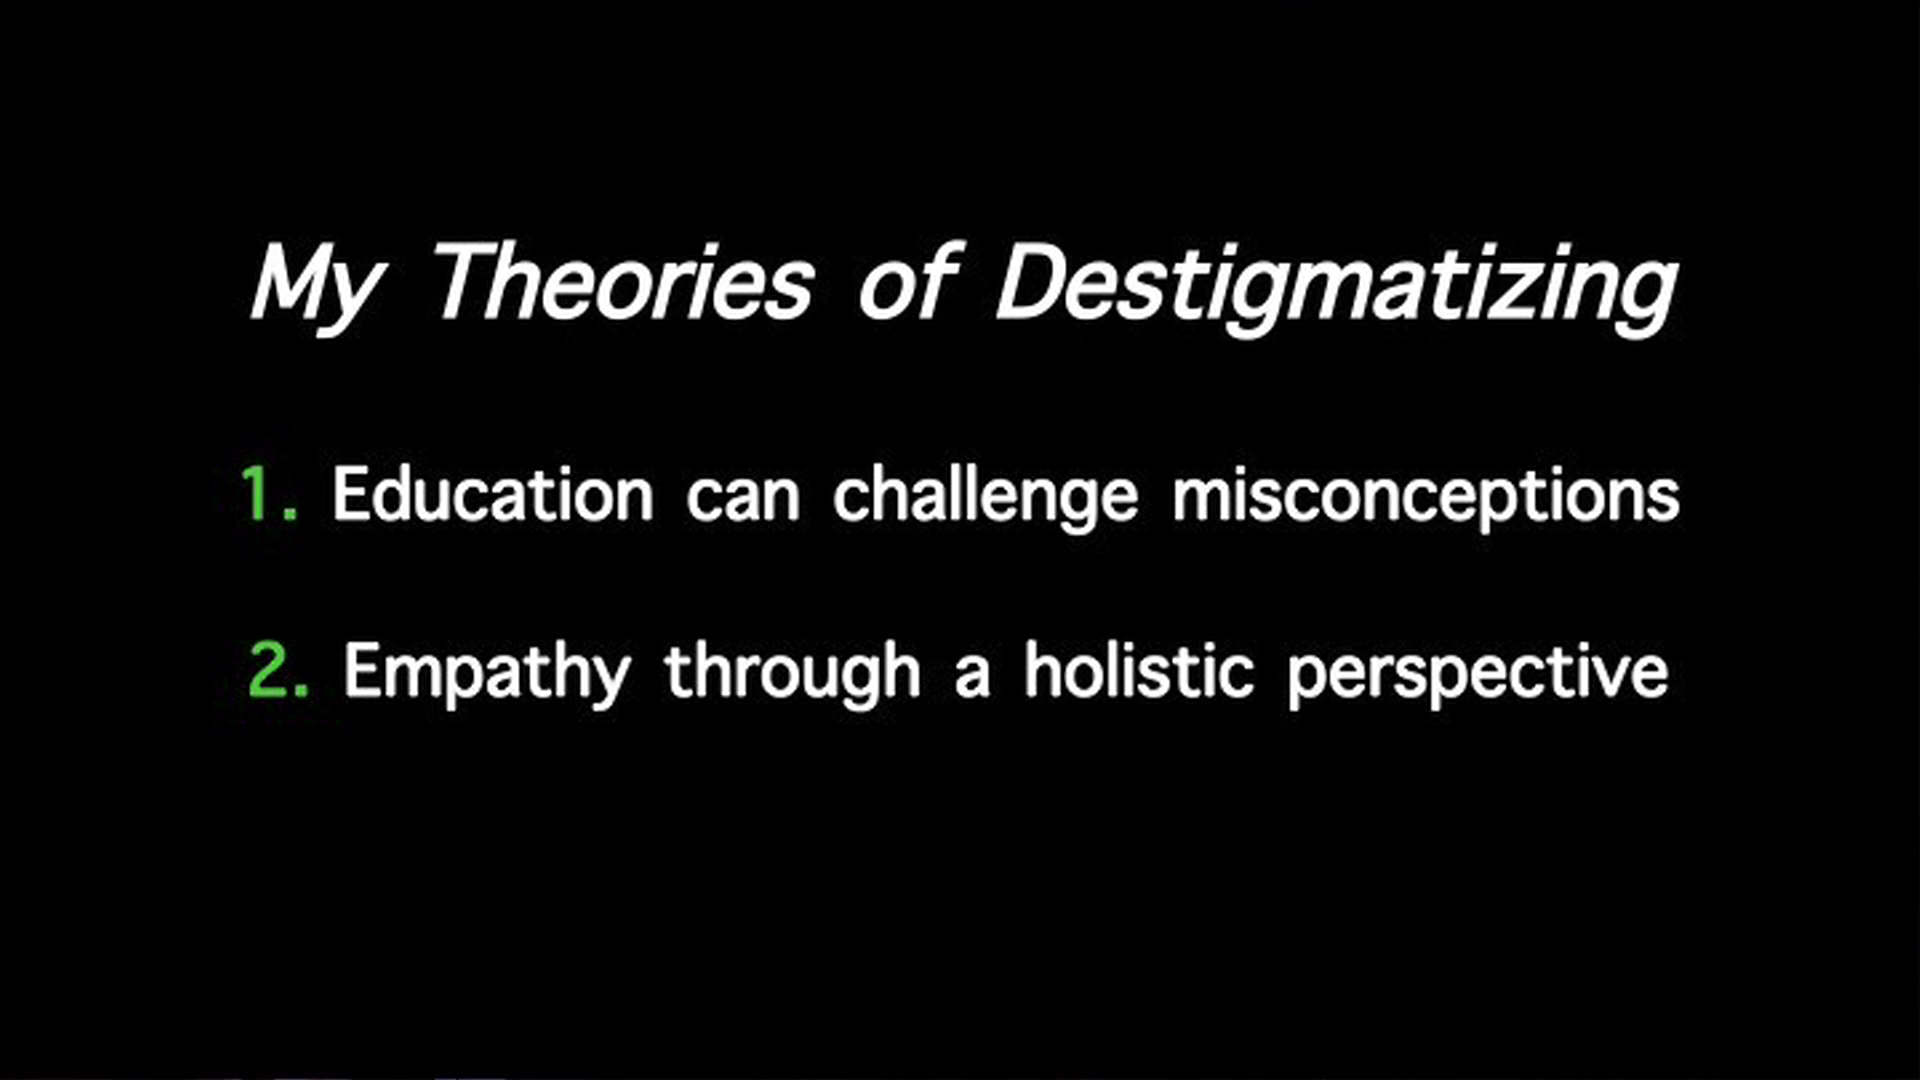 My Theories of Destigmatizing
1. Education can challenge misconceptions
2. Empathy through a holistic perspective